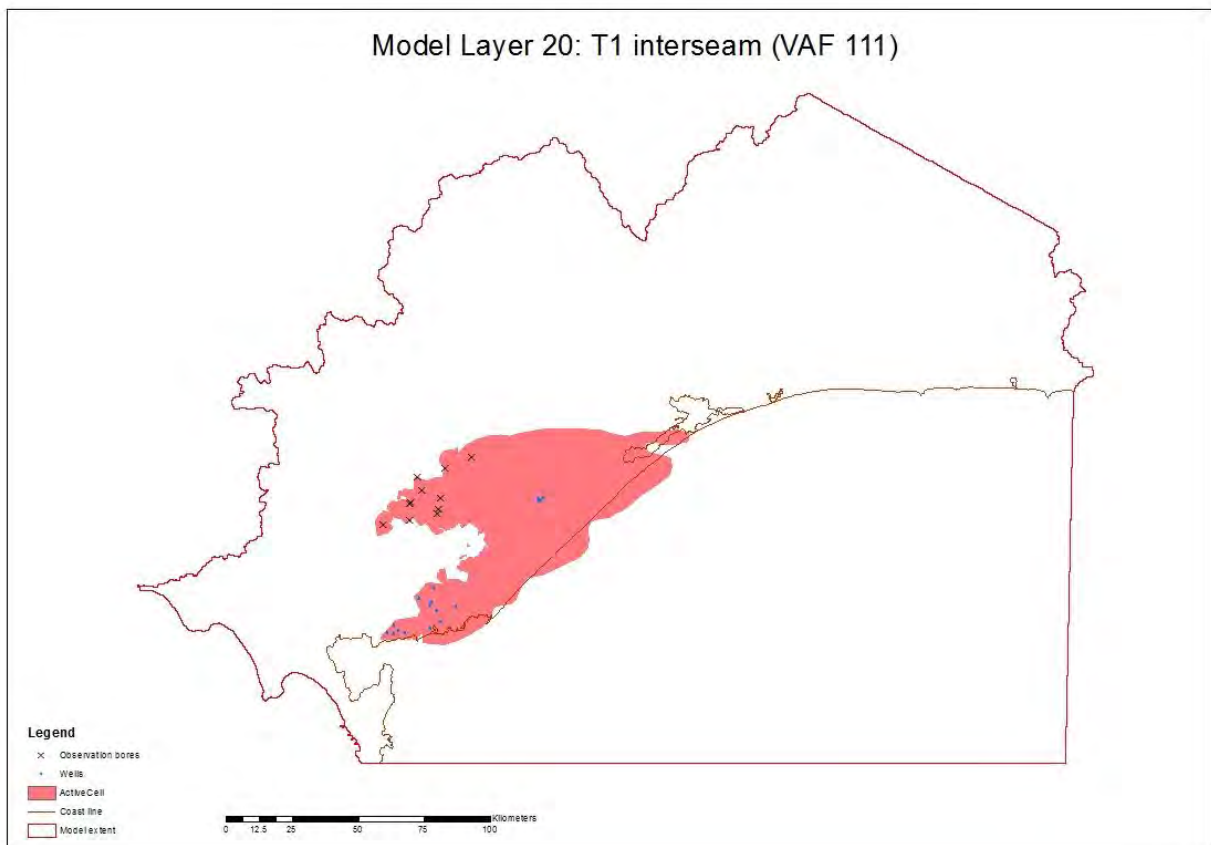 Model Layer 20: T1 interseam (VAF 111)
Legend
Observation bores
Wells
ActiveCell
Coast line
Model extent
Kilometers
0 12.5 25 50 75 100